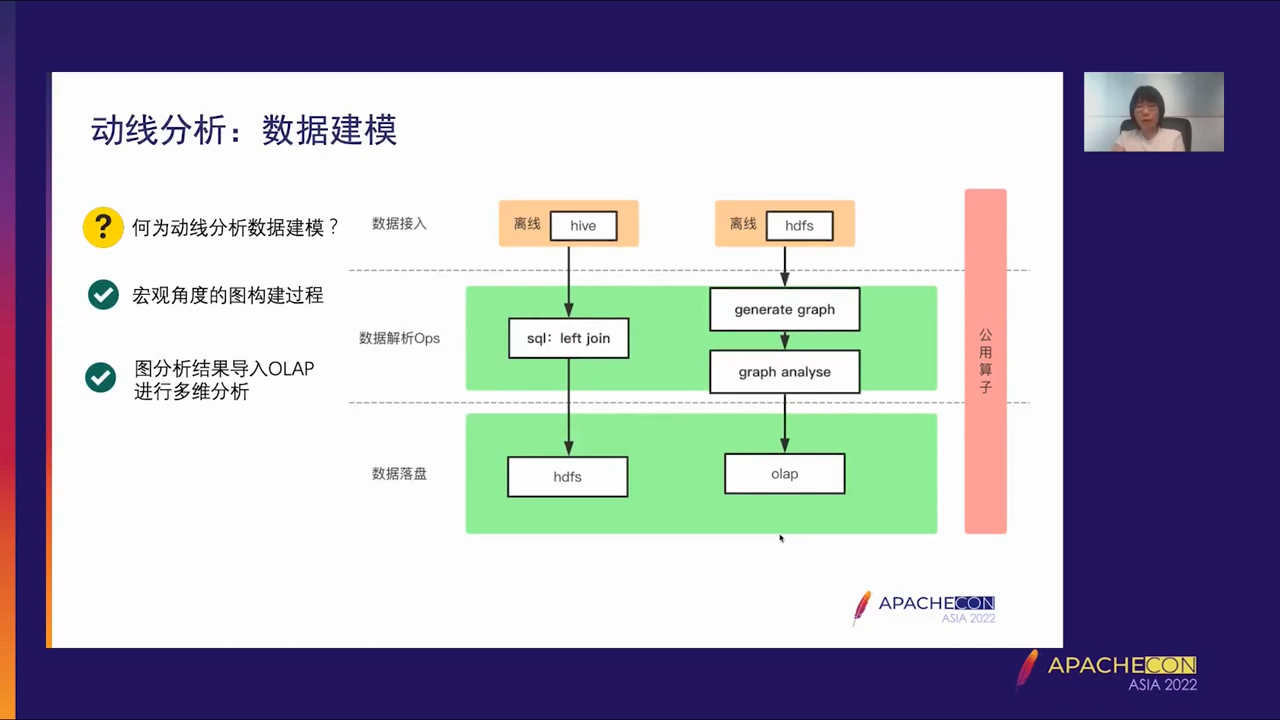 动线分析：数据建模
?
何为动线分析数据建模？
宏观角度的图构建过程
图分析结果导入OLAP
进行多维分析
数据接入
离线
hive
离线
hdfs
数据解析Ops
sql：left join
generate graph
graph analyse
数据落盘
hdfs
olap
公用算子
APACHECON
ASIA 2022
APACHECON
ASIA 2022